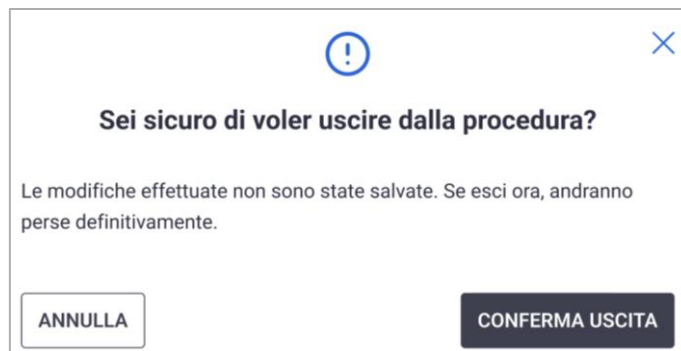 Sei sicuro di voler uscire dalla procedura?
Le modifiche effettuate non sono state salvate. Se esci ora, andranno
perse definitivamente.
ANNULLA
CONFERMA USCITA